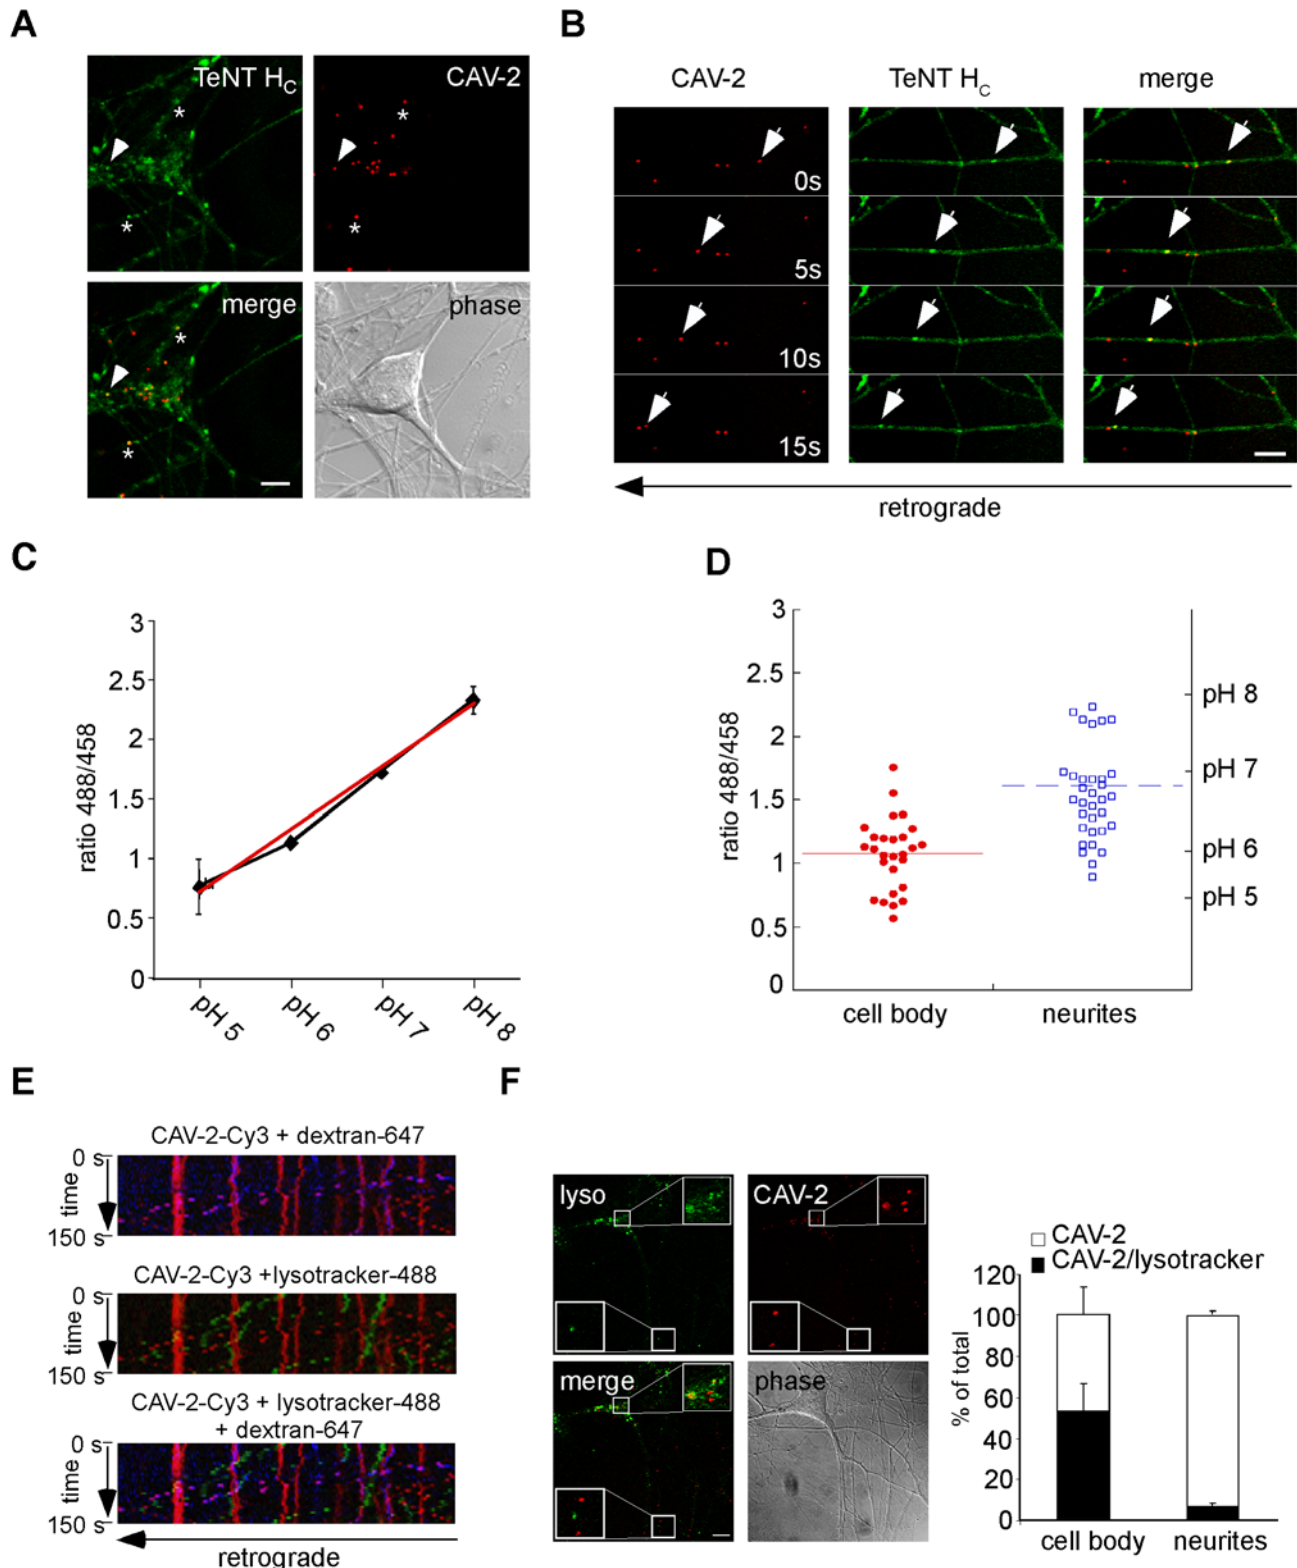 A
TeNT HC
CAV-2
merge
phase
B
CAV-2
TeNT HC
merge
0s
5s
10s
15s
retrograde
C
ratio 488/458
3
2.5
2
1.5
1
0.5
0
pH 5
pH 6
pH 7
pH 8
D
ratio 488/458
3
2.5
2
1.5
1
0.5
0
pH 8
pH 7
pH 6
pH 5
cell body
neurites
E
CAV-2-Cy3 + dextran-647
0 s
time
150 s
CAV-2-Cy3 +lysotracker-488
0 s
time
150 s
CAV-2-Cy3 + lysotracker-488
+ dextran-647
0 s
time
150 s
retrograde
F
lyso
CAV-2
merge
phase
CAV-2
CAV-2/lysotracker
% of total
120
100
80
60
40
20
0
cell body
neurites